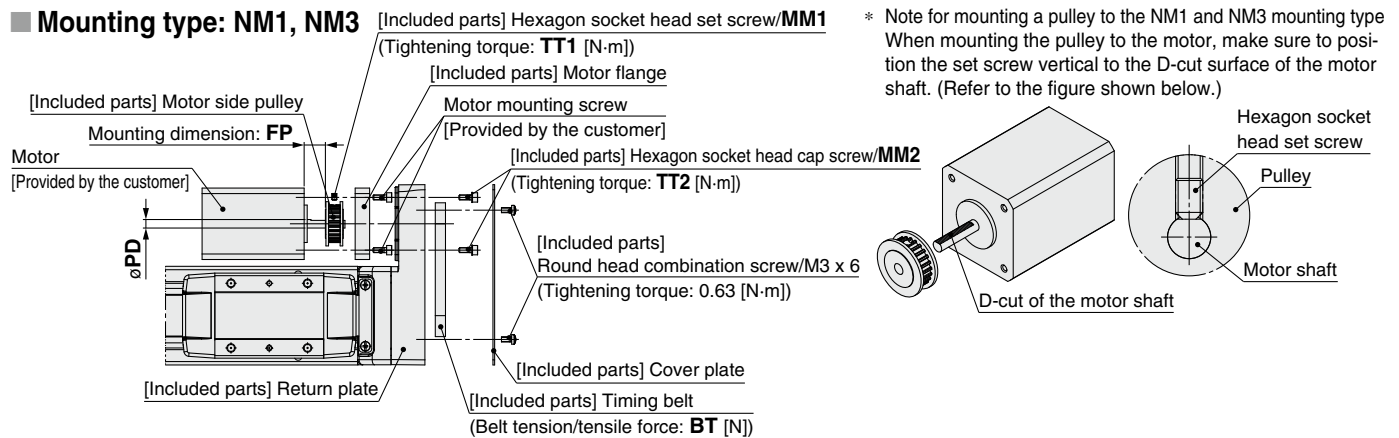 Mounting type: NM1, NM3
[Included parts] Hexagon socket head set screw/MM1
(Tightening torque: TT1 [N·m])
[Included parts] Motor flange
[Included parts] Motor side pulley
Motor mounting screw
[Provided by the customer]
Mounting dimension: FP
Motor
[Provided by the customer]
[Included parts] Hexagon socket head cap screw/MM2
(Tightening torque: TT2 [N·m])
øPD
[Included parts]
Round head combination screw/M3 x 6
(Tightening torque: 0.63 [N·m])
[Included parts] Cover plate
[Included parts] Return plate
[Included parts] Timing belt
(Belt tension/tensile force: BT [N])
* Note for mounting a pulley to the NM1 and NM3 mounting type
When mounting the pulley to the motor, make sure to posi-
tion the set screw vertical to the D-cut surface of the motor
shaft. (Refer to the figure shown below.)
Hexagon socket
head set screw
Pulley
Motor shaft
D-cut of the motor shaft